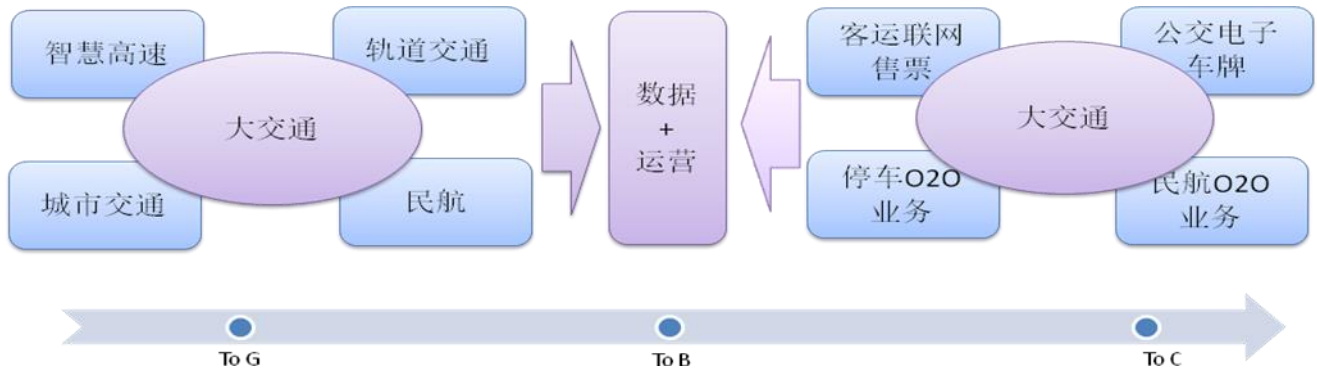 智慧高速
轨道交通
大交通
城市交通
民航
数据
+
运营
客运联网
售票
公交电子
车牌
大交通
停车O2O
业务
民航O2O
业务
To G
To B
To C